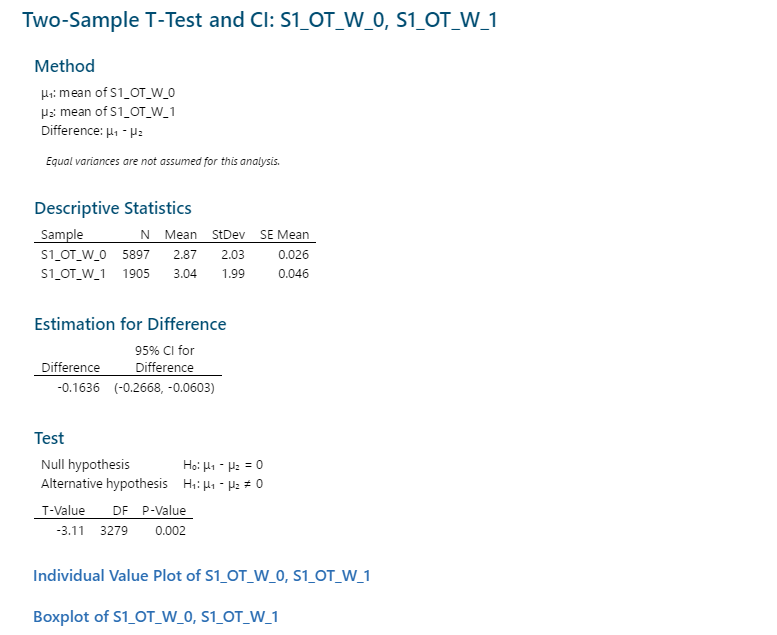 Two-Sample T-Test and CI: S1_OT_W_0, S1_OT_W_1
Method
μ₁: mean of S1_OT_W_0
μ₂: mean of S1_OT_W_1
Difference: μ₁ - μ₂
Equal variances are not assumed for this analysis.
Descriptive Statistics
Sample N Mean StDev SE Mean
S1_OT_W_0 5897 2.87 2.03 0.026
S1_OT_W_1 1905 3.04 1.99 0.046
Estimation for Difference
95% CI for
Difference Difference
-0.1636 (-0.2668, -0.0603)
Test
Null hypothesis H₀: μ₁ - µ₂ = 0
Alternative hypothesis H₁: μ₁ - µ₂ ≠ 0
T-Value DF P-Value
-3.11 3279 0.002
Individual Value Plot of S1_OT_W_0, S1_OT_W_1
Boxplot of S1_OT_W_0, S1_OT_W_1